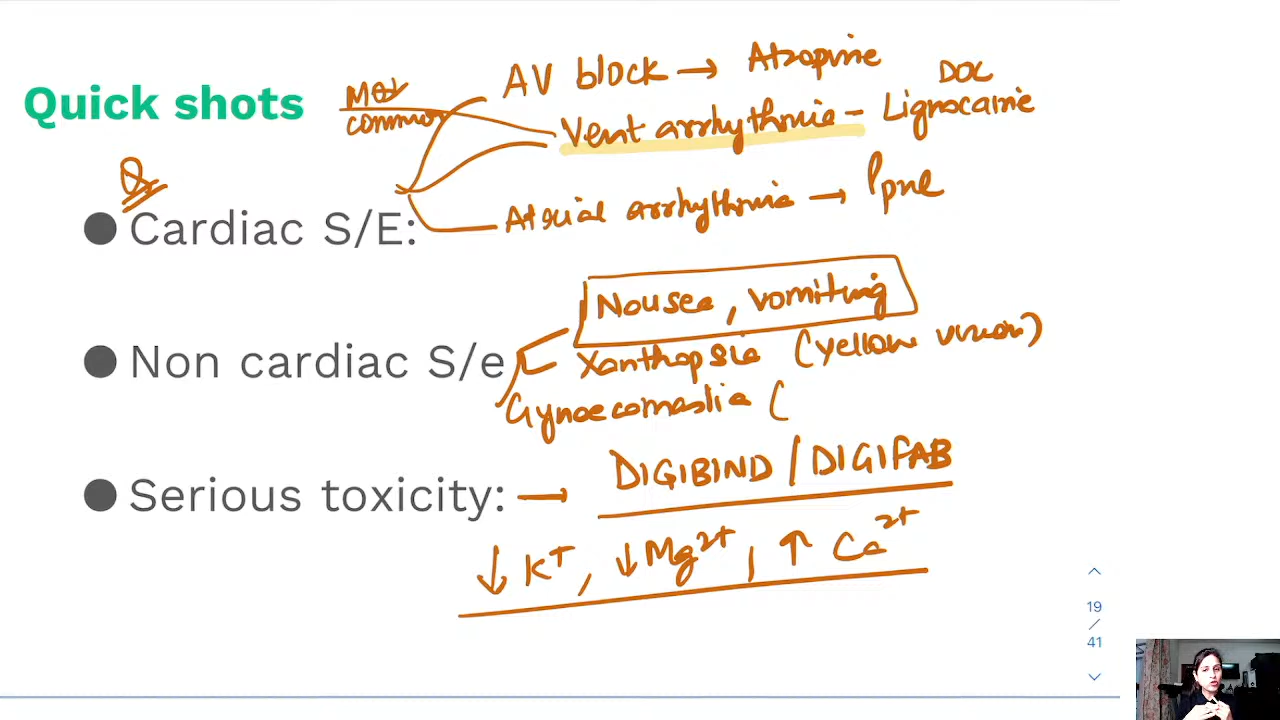 AV block → Atropine
DOC
Quick shots
Most
common
Vent arrhythmia - Lignocaine
Q
Atrial arrhythmia → Ppnl
● Cardiac S/E:
Nousea, vomiting
● Non cardiac S/e
Xanthopsia (yellow vision)
Gynaecomastia (
DIGIBIND / DIGIFAB
● Serious toxicity: →
↓ K+, ↓ Mg2+, ↑ Ca2+
19
/
41